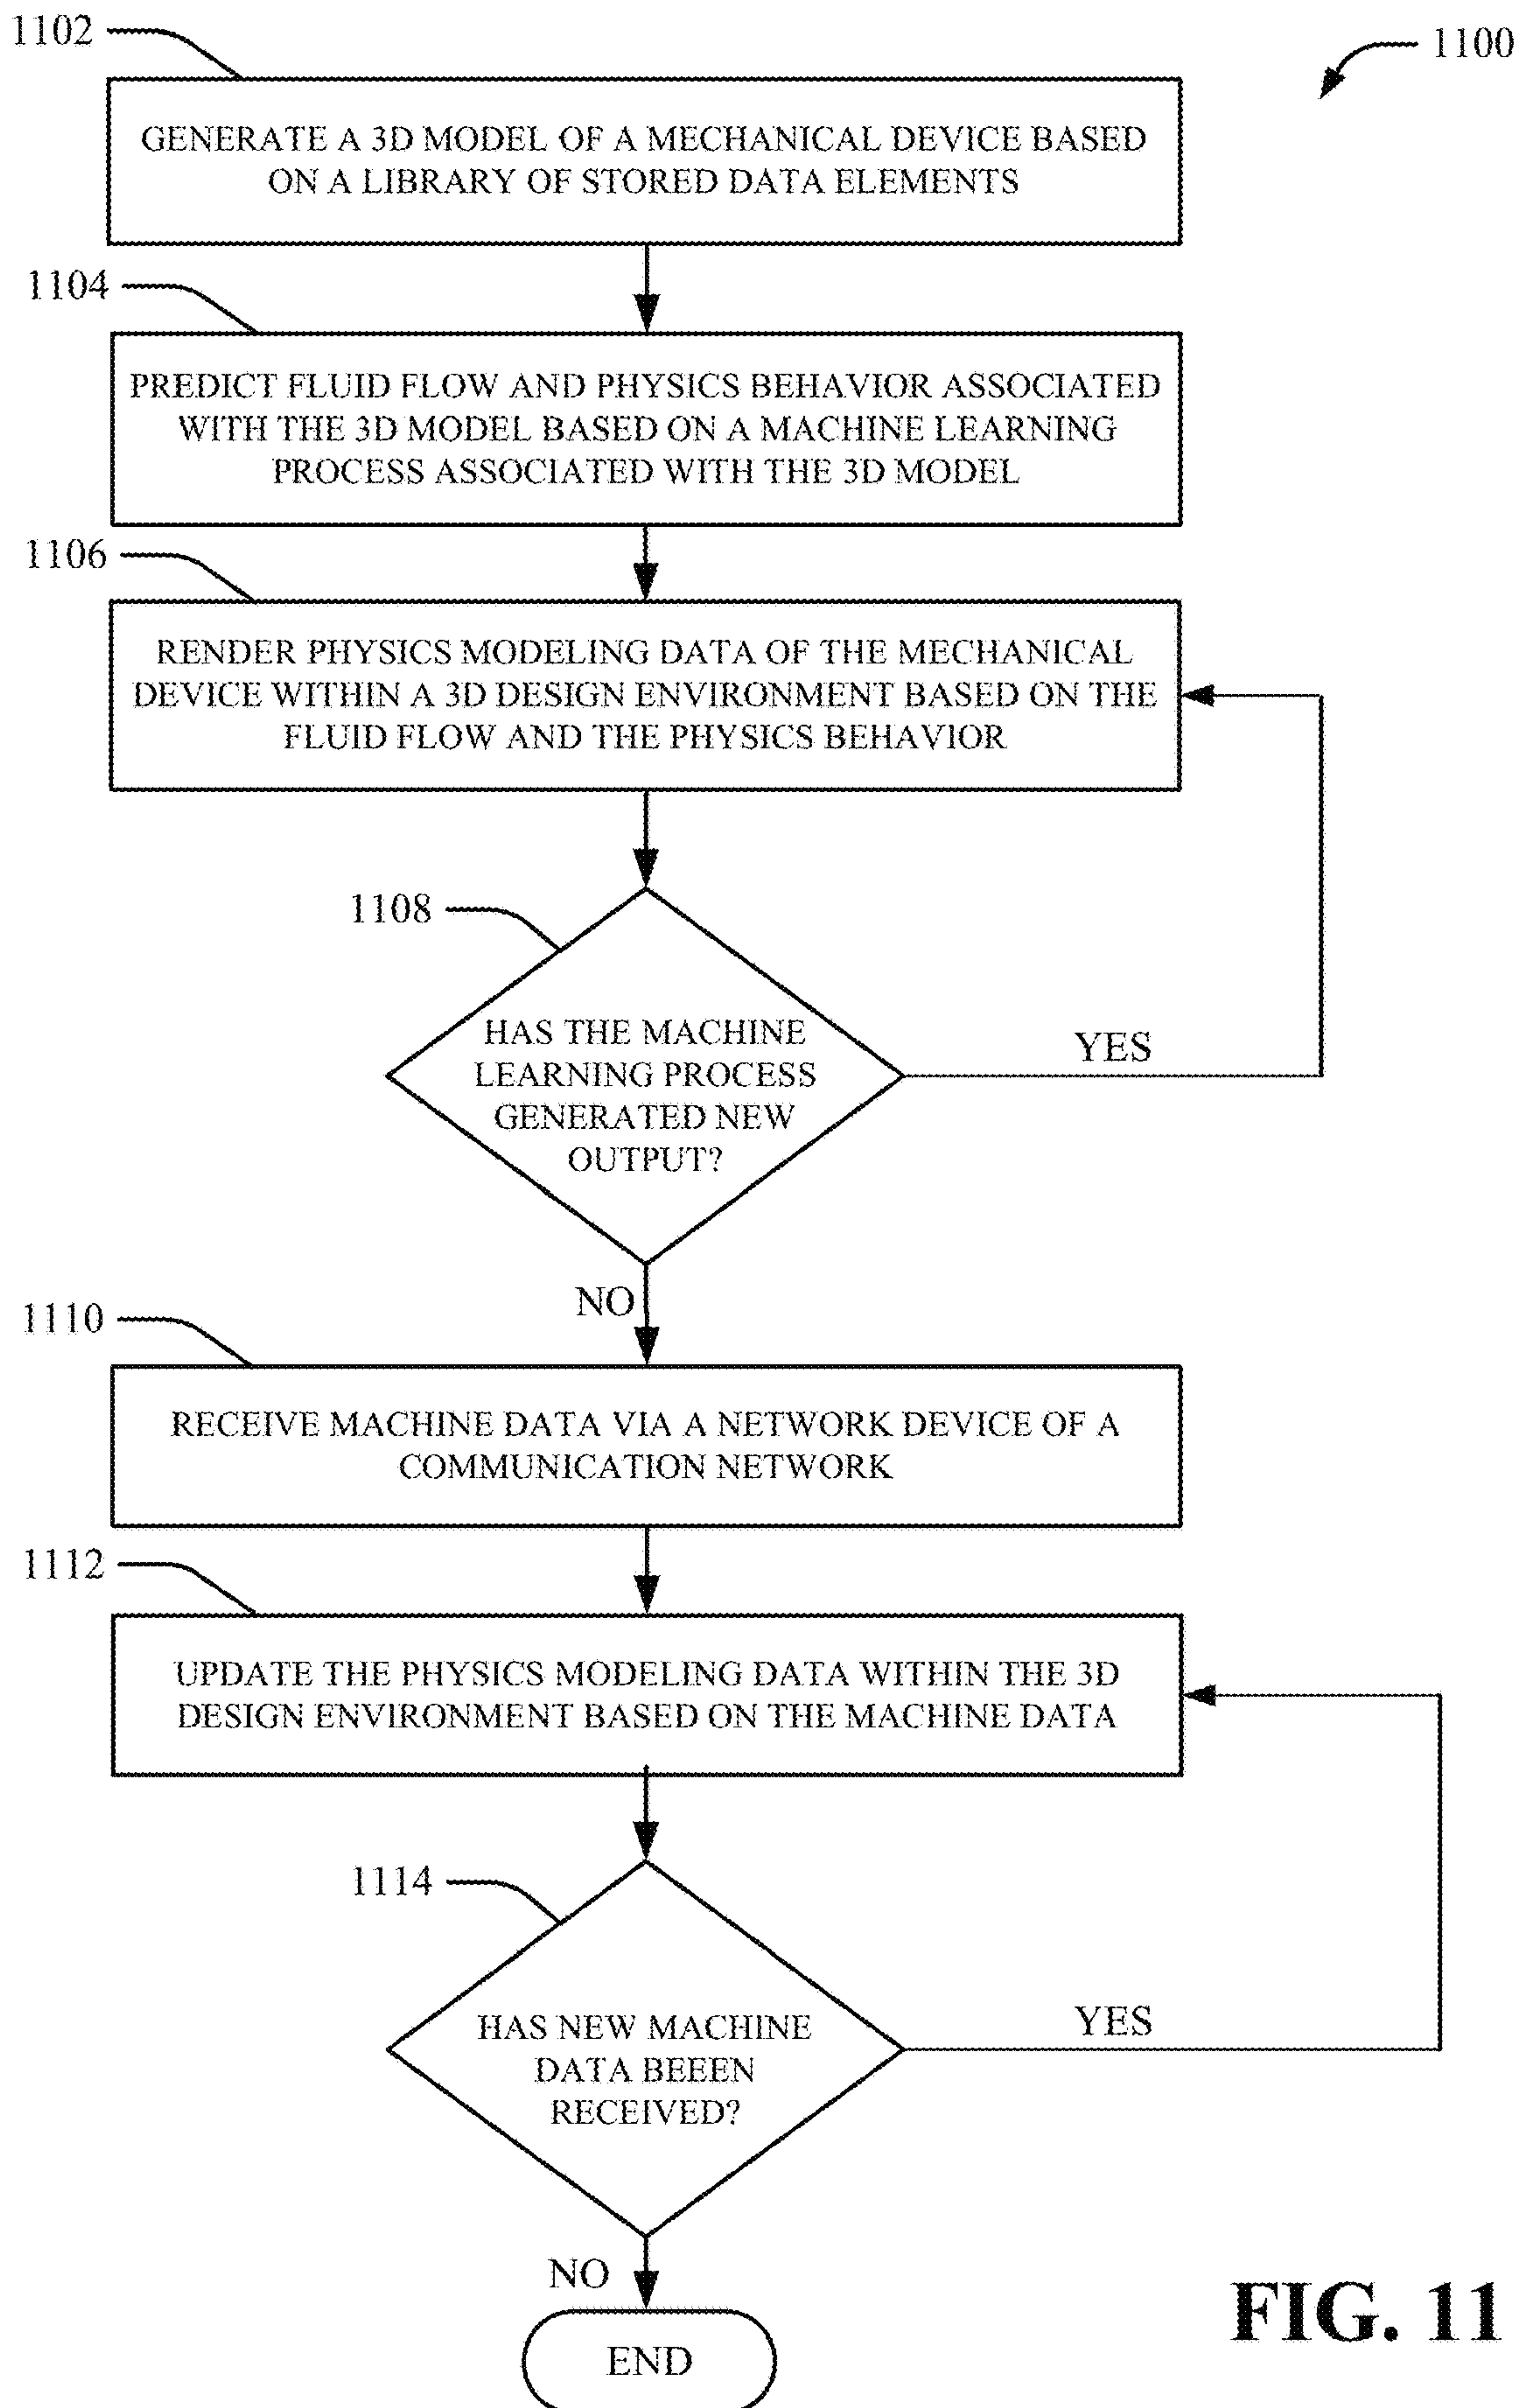 1102
1100
GENERATE A 3D MODEL OF A MECHANICAL DEVICE BASED
ON A LIBRARY OF STORED DATA ELEMENTS
1104
PREDICT FLUID FLOW AND PHYSICS BEHAVIOR ASSOCIATED
WITH THE 3D MODEL BASED ON A MACHINE LEARNING
PROCESS ASSOCIATED WITH THE 3D MODEL
1106
RENDER PHYSICS MODELING DATA OF THE MECHANICAL
DEVICE WITHIN A 3D DESIGN ENVIRONMENT BASED ON THE
FLUID FLOW AND THE PHYSICS BEHAVIOR
1108
HAS THE MACHINE
LEARNING PROCESS
GENERATED NEW
OUTPUT?
YES
NO
1110
RECEIVE MACHINE DATA VIA A NETWORK DEVICE OF A
COMMUNICATION NETWORK
1112
UPDATE THE PHYSICS MODELING DATA WITHIN THE 3D
DESIGN ENVIRONMENT BASED ON THE MACHINE DATA
1114
HAS NEW MACHINE
DATA BEEEN
RECEIVED?
YES
NO
END
FIG. 11